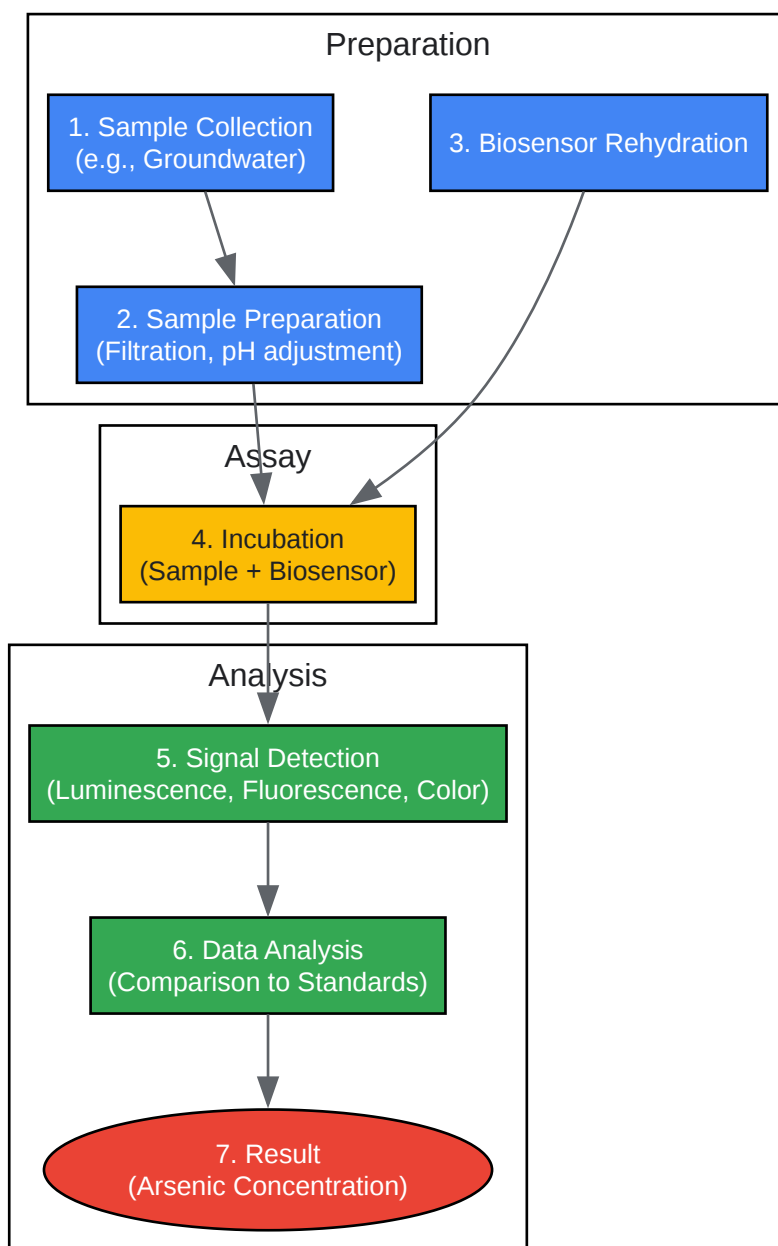 Preparation
1. Sample Collection
(e.g., Groundwater)
3. Biosensor Rehydration
2. Sample Preparation
(Filtration, pH adjustment)
Assay
4. Incubation
(Sample + Biosensor)
Analysis
5. Signal Detection
(Luminescence, Fluorescence, Color)
6. Data Analysis
(Comparison to Standards)
7. Result
(Arsenic Concentration)